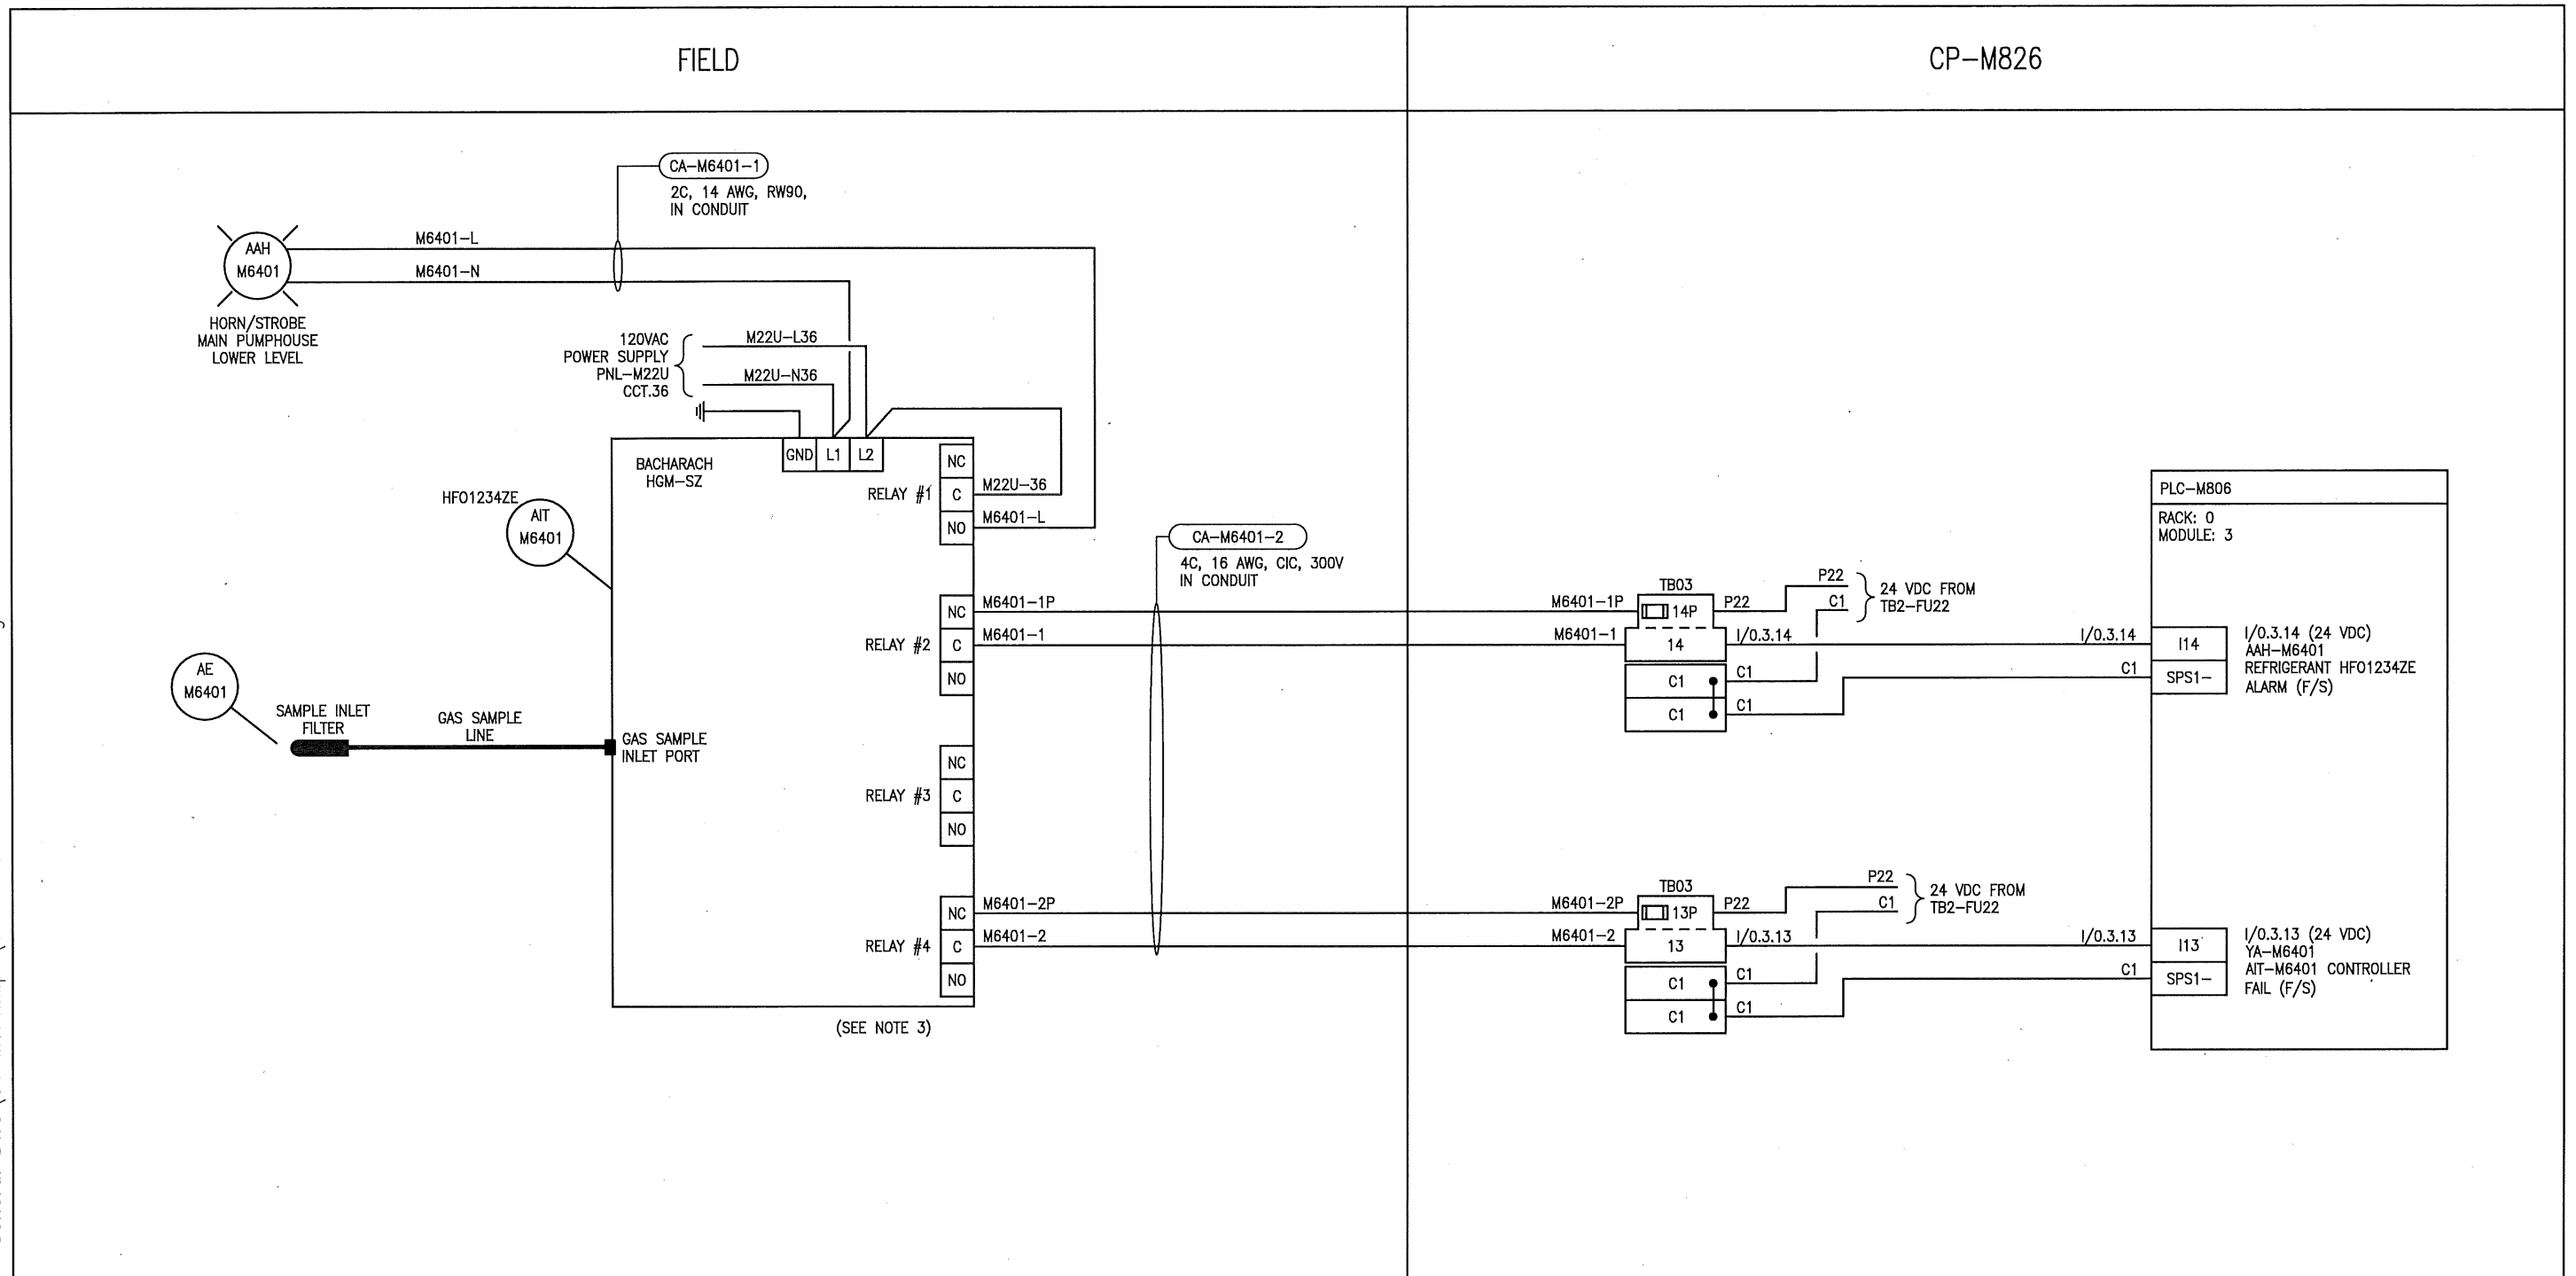 FIELD
CP-M826
CA-M6401-1
2C, 14 AWG, RW90,
IN CONDUIT
AAH
M6401
M6401-L
M6401-N
HORN/STROBE
MAIN PUMPHOUSE
LOWER LEVEL
120VAC
POWER SUPPLY
PNL-M22U
CCT.36
M22U-L36
M22U-N36
BACHARACH
HGM-SZ
GND
L1
L2
HFO1234ZE
AIT
M6401
RELAY #1
NC
C
NO
M22U-36
M6401-L
CA-M6401-2
4C, 16 AWG, CIC, 300V
IN CONDUIT
RELAY #2
NC
C
NO
M6401-1P
M6401-1
AE
M6401
SAMPLE INLET
FILTER
GAS SAMPLE
LINE
GAS SAMPLE
INLET PORT
RELAY #3
NC
C
NO
RELAY #4
NC
C
NO
M6401-2P
M6401-2
(SEE NOTE 3)
M6401-1P
M6401-1
TB03
14P
14
C1
C1
P22
I/0.3.14
C1
C1
P22
C1
24 VDC FROM
TB2-FU22
I/0.3.14
C1
M6401-2P
M6401-2
TB03
13P
13
C1
C1
P22
I/0.3.13
C1
C1
P22
C1
24 VDC FROM
TB2-FU22
I/0.3.13
C1
PLC-M806
RACK: 0
MODULE: 3
I14
SPS1-
I/0.3.14 (24 VDC)
AAH-M6401
REFRIGERANT HFO1234ZE
ALARM (F/S)
I13
SPS1-
I/0.3.13 (24 VDC)
YA-M6401
AIT-M6401 CONTROLLER
FAIL (F/S)